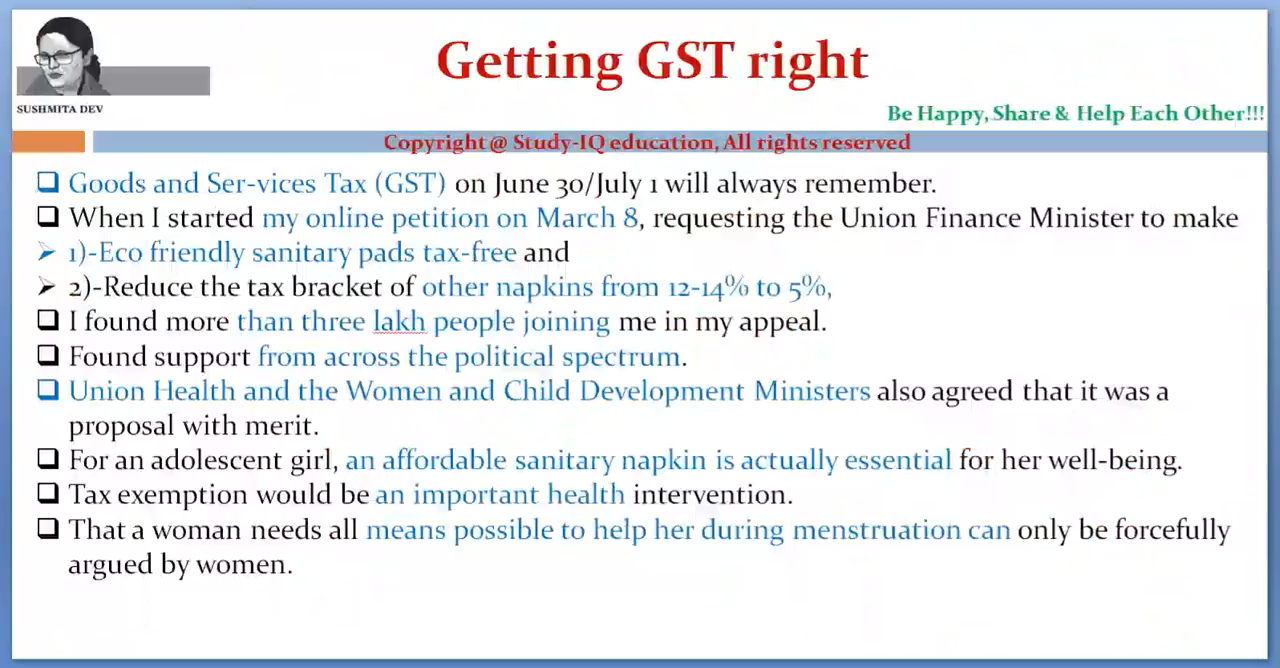 Getting GST right
SUSHMITA DEV
Be Happy, Share & Help Each Other!!!
Copyright @ Study-IQ education, All rights reserved
Goods and Ser-vices Tax (GST) on June 30/July 1 will always remember.
When I started my online petition on March 8, requesting the Union Finance Minister to make
1)-Eco friendly sanitary pads tax-free and
2)-Reduce the tax bracket of other napkins from 12-14% to 5%,
I found more than three lakh people joining me in my appeal.
Found support from across the political spectrum.
Union Health and the Women and Child Development Ministers also agreed that it was a
proposal with merit.
For an adolescent girl, an affordable sanitary napkin is actually essential for her well-being.
Tax exemption would be an important health intervention.
That a woman needs all means possible to help her during menstruation can only be forcefully
argued by women.